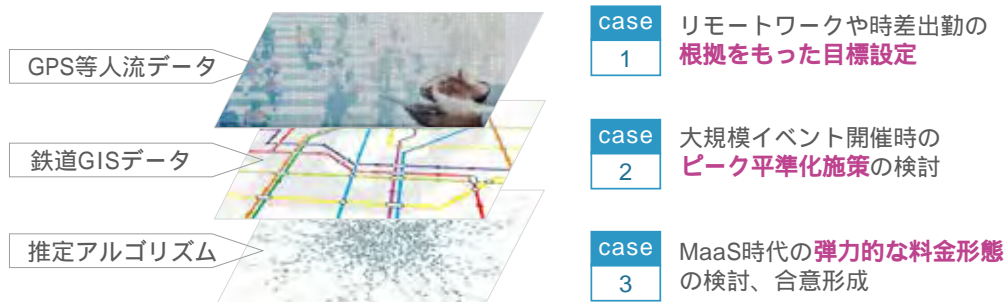 GPS等人流データ
鉄道GISデータ
推定アルゴリズム
case
1
リモートワークや時差出勤の
根拠をもった目標設定
case
2
大規模イベント開催時の
ピーク平準化施策の検討
case
3
MaaS時代の弾力的な料金形態
の検討、合意形成